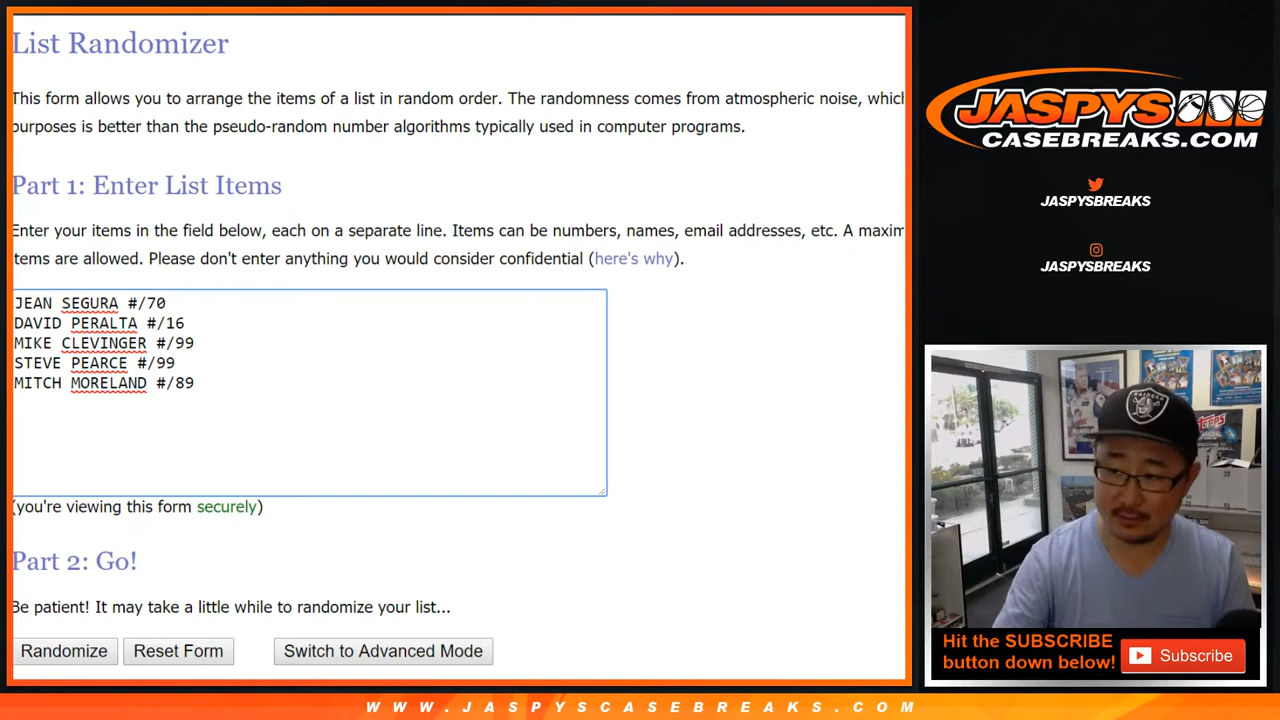 List Randomizer
This form allows you to arrange the items of a list in random order. The randomness comes from atmospheric noise, which
purposes is better than the pseudo-random number algorithms typically used in computer programs.
Part 1: Enter List Items
Enter your items in the field below, each on a separate line. Items can be numbers, names, email addresses, etc. A maxim
items are allowed. Please don't enter anything you would consider confidential (here's why).
JEAN SEGURA #/70
DAVID PERALTA #/16
MIKE CLEVINGER #/99
STEVE PEARCE #/99
MITCH MORELAND #/89
(you're viewing this form securely)
Part 2: Go!
Be patient! It may take a little while to randomize your list...
Randomize Reset Form Switch to Advanced Mode
JASPYS
CASEBREAKS.COM
JASPYSBREAKS
JASPYSBREAKS
RAIDERS
TOPPS
Hit the SUBSCRIBE
button down below!
Subscribe
WWW.JASPYSCASEBREAKS.COM